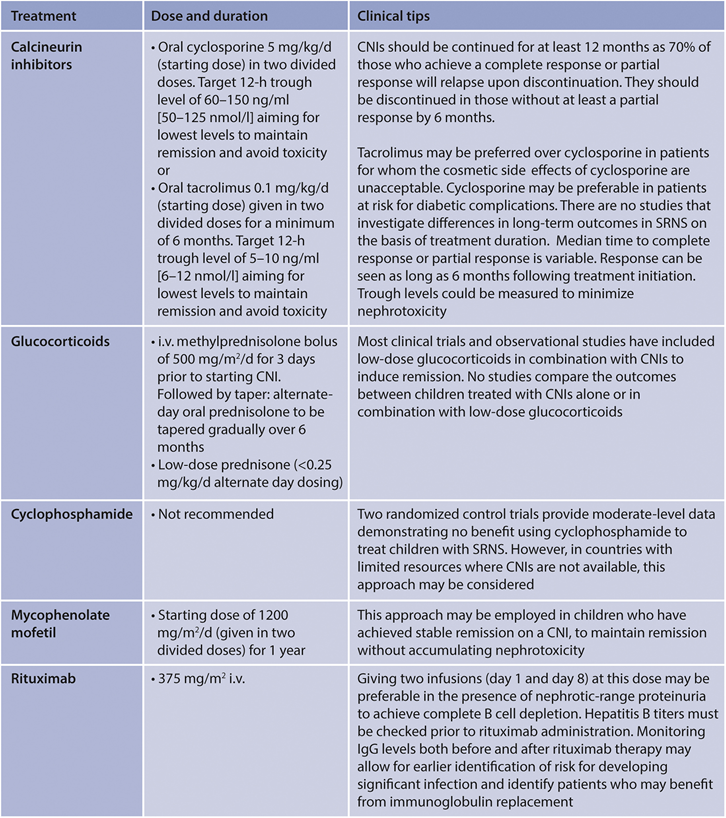 Treatment
Dose and duration
Clinical tips
Calcineurin
inhibitors
• Oral cyclosporine 5 mg/kg/d
(starting dose) in two divided
doses. Target 12-h trough
level of 60–150 ng/ml
[50–125 nmol/l] aiming for
lowest levels to maintain
remission and avoid toxicity
or
• Oral tacrolimus 0.1 mg/kg/d
(starting dose) given in two
divided doses for a minimum
of 6 months. Target 12-h
trough level of 5–10 ng/ml
[6–12 nmol/l] aiming for
lowest levels to maintain
remission and avoid toxicity
CNIs should be continued for at least 12 months as 70% of
those who achieve a complete response or partial
response will relapse upon discontinuation. They should
be discontinued in those without at least a partial
response by 6 months.
Tacrolimus may be preferred over cyclosporine in patients
for whom the cosmetic side effects of cyclosporine are
unacceptable. Cyclosporine may be preferable in patients
at risk for diabetic complications. There are no studies that
investigate differences in long-term outcomes in SRNS on
the basis of treatment duration. Median time to complete
response or partial response is variable. Response can be
seen as long as 6 months following treatment initiation.
Trough levels could be measured to minimize
nephrotoxicity
Glucocorticoids
• i.v. methylprednisolone bolus
of 500 mg/m²/d for 3 days
prior to starting CNI.
Followed by taper: alternate-
day oral prednisolone to be
tapered gradually over 6
months
• Low-dose prednisone (<0.25
mg/kg/d alternate day dosing)
Most clinical trials and observational studies have included
low-dose glucocorticoids in combination with CNIs to
induce remission. No studies compare the outcomes
between children treated with CNIs alone or in
combination with low-dose glucocorticoids
Cyclophosphamide
• Not recommended
Two randomized control trials provide moderate-level data
demonstrating no benefit using cyclophosphamide to
treat children with SRNS. However, in countries with
limited resources where CNIs are not available, this
approach may be considered
Mycophenolate
mofetil
• Starting dose of 1200
mg/m²/d (given in two
divided doses) for 1 year
This approach may be employed in children who have
achieved stable remission on a CNI, to maintain remission
without accumulating nephrotoxicity
Rituximab
• 375 mg/m² i.v.
Giving two infusions (day 1 and day 8) at this dose may be
preferable in the presence of nephrotic-range proteinuria
to achieve complete B cell depletion. Hepatitis B titers must
be checked prior to rituximab administration. Monitoring
IgG levels both before and after rituximab therapy may
allow for earlier identification of risk for developing
significant infection and identify patients who may benefit
from immunoglobulin replacement